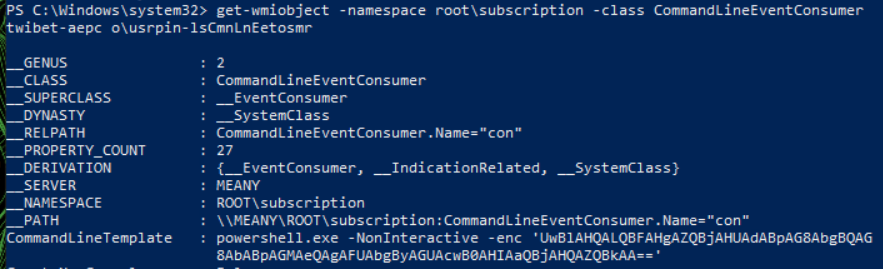 PS C:\Windows\system32> get-wmiobject -namespace root\subscription -class CommandLineEventConsumer
twibet-aepc o\usrpin-lsCmnLnEetosmr
__GENUS : 2
__CLASS : CommandLineEventConsumer
__SUPERCLASS : __EventConsumer
__DYNASTY : __SystemClass
__RELPATH : CommandLineEventConsumer.Name="con"
__PROPERTY_COUNT : 27
__DERIVATION : {__EventConsumer, __IndicationRelated, __SystemClass}
__SERVER : MEANY
__NAMESPACE : ROOT\subscription
__PATH : \\MEANY\ROOT\subscription:CommandLineEventConsumer.Name="con"
CommandLineTemplate : powershell.exe -NonInteractive -enc 'UwBlAHQALQBFAHgAZQBjAHUAdABpAG8AbgBQAG
8AbABpAGMAeQAgAFUAbgByAGUAcwB0AHIAaQBjAHQAZQBkAA=='